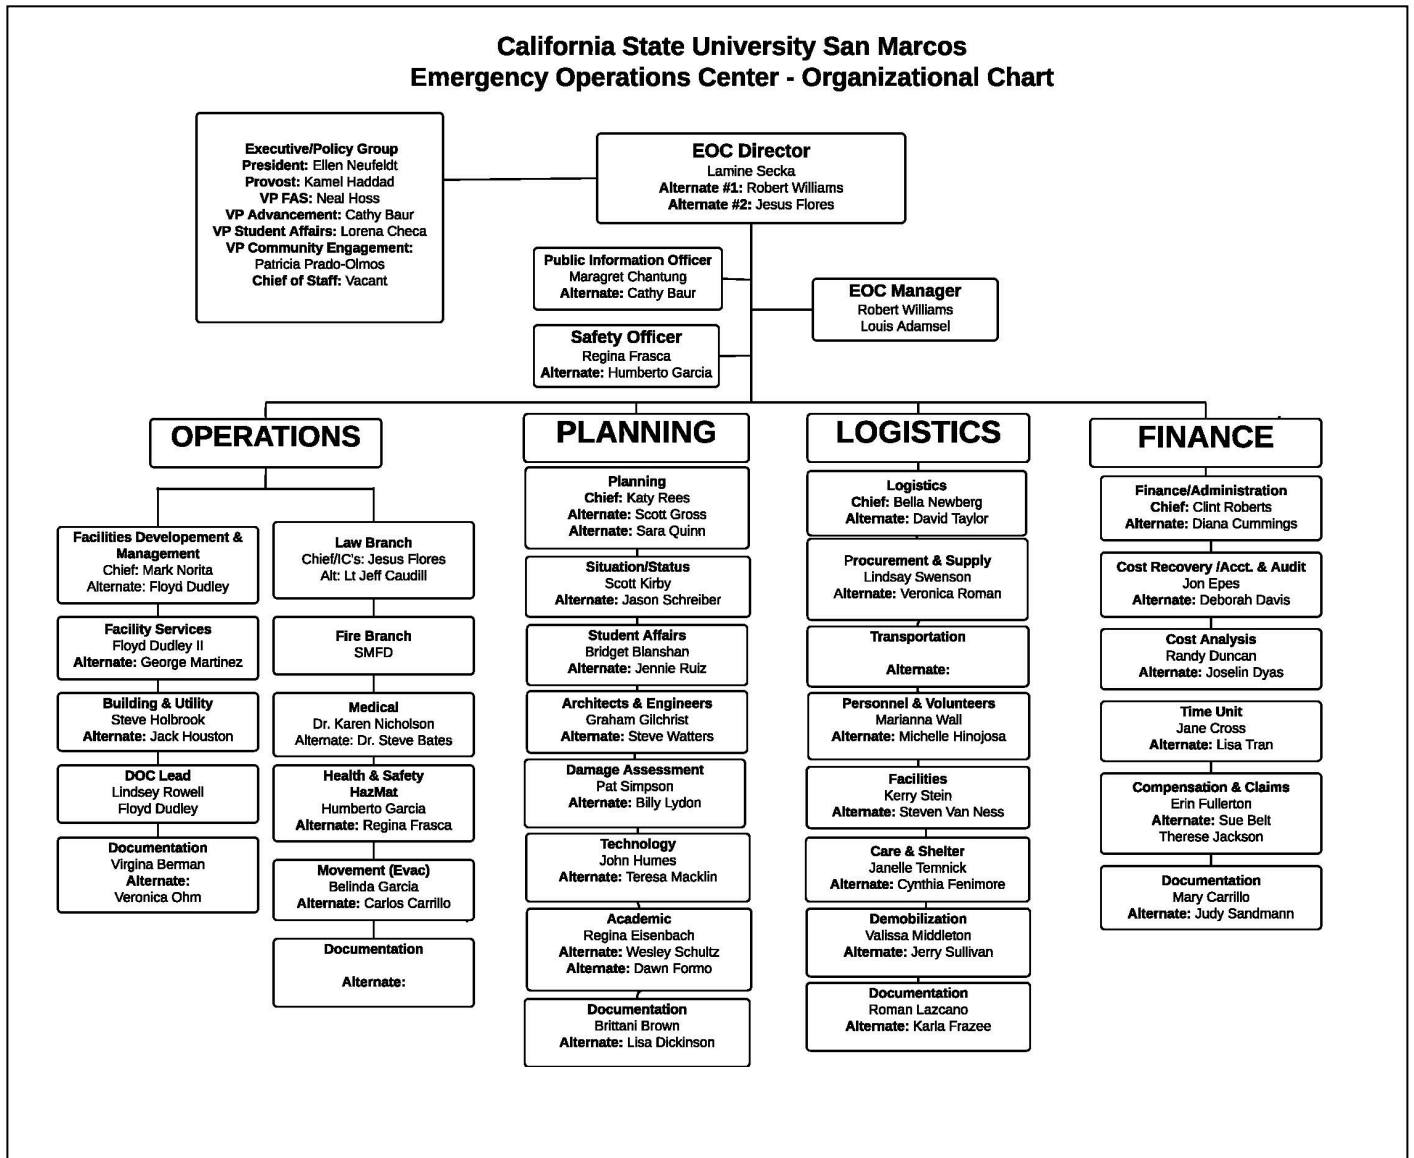 California State University San Marcos
Emergency Operations Center - Organizational Chart
Executive/Policy Group
President: Ellen Neufeldt
Provost: Kamel Haddad
VP FAS: Neal Hoss
VP Advancement: Cathy Baur
VP Student Affairs: Lorena Checa
VP Community Engagement:
Patricia Prado-Olmos
Chief of Staff: Vacant
EOC Director
Lamine Secka
Alternate #1: Robert Williams
Alternate #2: Jesus Flores
Public Information Officer
Maragret Chantung
Alternate: Cathy Baur
EOC Manager
Robert Williams
Louis Adamsel
Safety Officer
Regina Frasca
Alternate: Humberto Garcia
OPERATIONS
Facilities Developement &
Management
Chief: Mark Norita
Alternate: Floyd Dudley
Facility Services
Floyd Dudley II
Alternate: George Martinez
Building & Utility
Steve Holbrook
Alternate: Jack Houston
DOC Lead
Lindsey Rowell
Floyd Dudley
Documentation
Virgina Berman
Alternate:
Veronica Ohm
Law Branch
Chief/IC's: Jesus Flores
Alt: Lt Jeff Caudill
Fire Branch
SMFD
Medical
Dr. Karen Nicholson
Alternate: Dr. Steve Bates
Health & Safety
HazMat
Humberto Garcia
Alternate: Regina Frasca
Movement (Evac)
Belinda Garcia
Alternate: Carlos Carrillo
Documentation
Alternate:
PLANNING
Planning
Chief: Katy Rees
Alternate: Scott Gross
Alternate: Sara Quinn
Situation/Status
Scott Kirby
Alternate: Jason Schreiber
Student Affairs
Bridget Blanshan
Alternate: Jennie Ruiz
Architects & Engineers
Graham Gilchrist
Alternate: Steve Watters
Damage Assessment
Pat Simpson
Alternate: Billy Lydon
Technology
John Humes
Alternate: Teresa Macklin
Academic
Regina Eisenbach
Alternate: Wesley Schultz
Alternate: Dawn Formo
Documentation
Brittani Brown
Alternate: Lisa Dickinson
LOGISTICS
Logistics
Chief: Bella Newberg
Alternate: David Taylor
Procurement & Supply
Lindsay Swenson
Alternate: Veronica Roman
Transportation
Alternate:
Personnel & Volunteers
Marianna Wall
Alternate: Michelle Hinojosa
Facilities
Kerry Stein
Alternate: Steven Van Ness
Care & Shelter
Janelle Temnick
Alternate: Cynthia Fenimore
Demobilization
Valissa Middleton
Alternate: Jerry Sullivan
Documentation
Roman Lazcano
Alternate: Karla Frazee
FINANCE
Finance/Administration
Chief: Clint Roberts
Alternate: Diana Cummings
Cost Recovery /Acct. & Audit
Jon Epes
Alternate: Deborah Davis
Cost Analysis
Randy Duncan
Alternate: Joselin Dyas
Time Unit
Jane Cross
Alternate: Lisa Tran
Compensation & Claims
Erin Fullerton
Alternate: Sue Belt
Therese Jackson
Documentation
Mary Carrillo
Alternate: Judy Sandmann